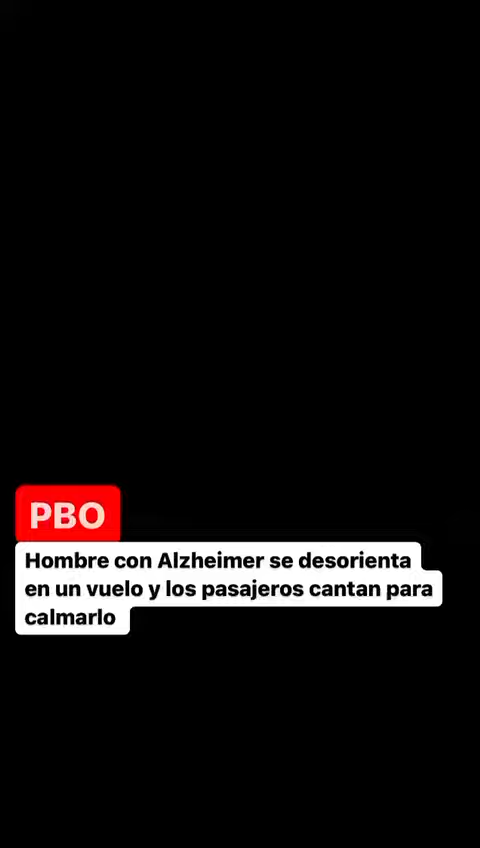 PBO
Hombre con Alzheimer se desorienta
en un vuelo y los pasajeros cantan para
calmarlo